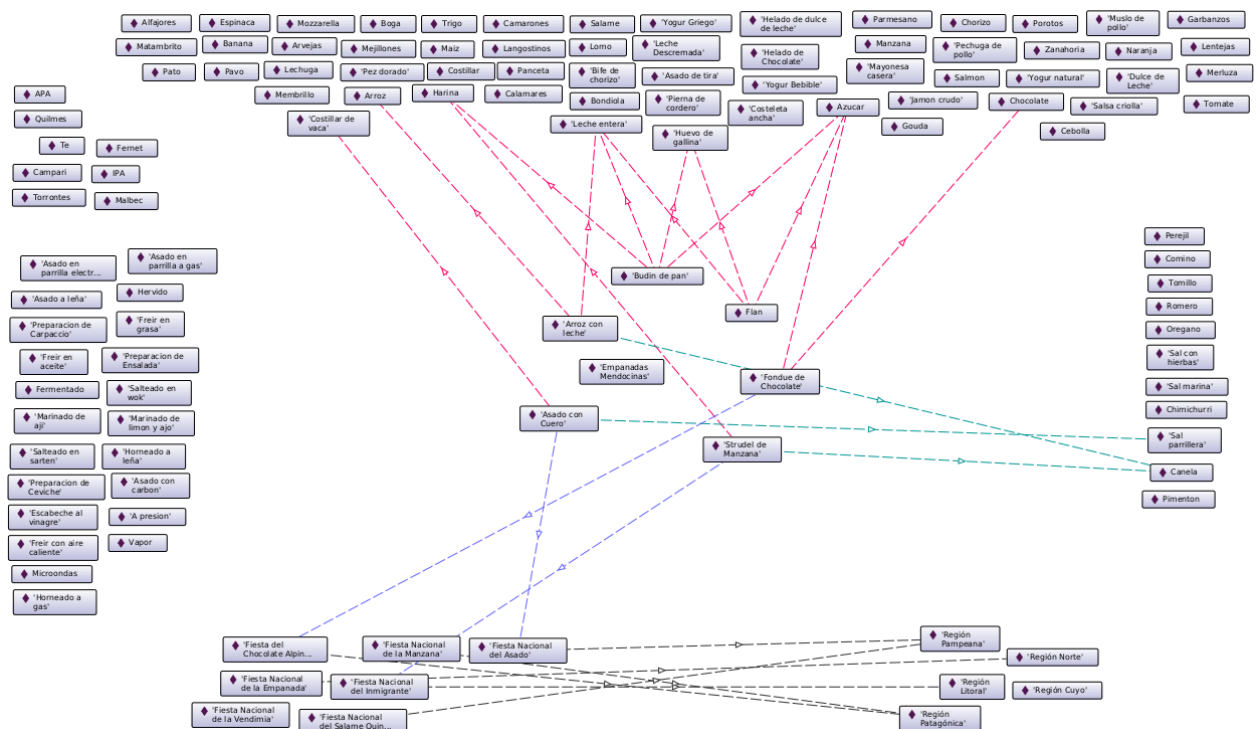 Alfajores
Espinaca
Mozzarella
Boga
Trigo
Camarones
Salame
'Yogur Griego'
'Helado de dulce
de leche'
Parmesano
Chorizo
Porotos
'Muslo de
pollo'
Garbanzos
Matambrito
Banana
Arvejas
Mejillones
Maiz
Langostinos
Lomo
'Leche
Descremada'
'Helado de
Chocolate'
Manzana
'Pechuga de
pollo'
Zanahoria
Naranja
Lentejas
Pato
Pavo
Lechuga
'Pez dorado'
Costillar
Panceta
'Bife de
chorizo'
'Asado de tira'
'Yogur Bebible'
'Mayonesa
casera'
Salmon
'Yogur natural'
'Dulce de
Leche'
Merluza
Membrillo
Arroz
Harina
Calamares
Bondiola
'Pierna de
cordero'
'Costeleta
ancha'
Azucar
'Jamon crudo'
Chocolate
'Salsa criolla'
Tomate
'Costillar de
vaca'
'Leche entera'
'Huevo de
gallina'
Gouda
Cebolla
APA
Quilmes
Te
Fernet
Campari
IPA
Torrontes
Malbec
'Asado en
parrilla electr...
'Asado en
parrilla a gas'
'Asado a leña'
Hervido
'Preparacion de
Carpaccio'
'Freir en
grasa'
'Freir en
aceite'
'Preparacion de
Ensalada'
Fermentado
'Salteado en
wok'
'Marinado de
ají'
'Marinado de
limon y ajo'
'Salteado en
sarten'
'Horneado a
leña'
'Preparacion de
Ceviche'
'Asado con
carbon'
'Escabeche al
vinagre'
'A presion'
'Freir con aire
caliente'
Vapor
Microondas
'Horneado a
gas'
'Budin de pan'
Flan
'Arroz con
leche'
'Empanadas
Mendocinas'
'Fondue de
Chocolate'
'Asado con
Cuero'
'Strudel de
Manzana'
Perejil
Comino
Tomillo
Romero
Oregano
'Sal con
hierbas'
'Sal marina'
Chimichurri
'Sal
parrillera'
Canela
Pimenton
'Fiesta del
Chocolate Alpin...
'Fiesta Nacional
de la Manzana'
'Fiesta Nacional
del Asado'
'Región
Pampeana'
'Región Norte'
'Fiesta Nacional
de la Empanada'
'Fiesta Nacional
del Inmigrante'
'Región
Litoral'
'Región Cuyo'
'Fiesta Nacional
de la Vendimia'
'Fiesta Nacional
del Salame Quin...
'Región
Patagónica'